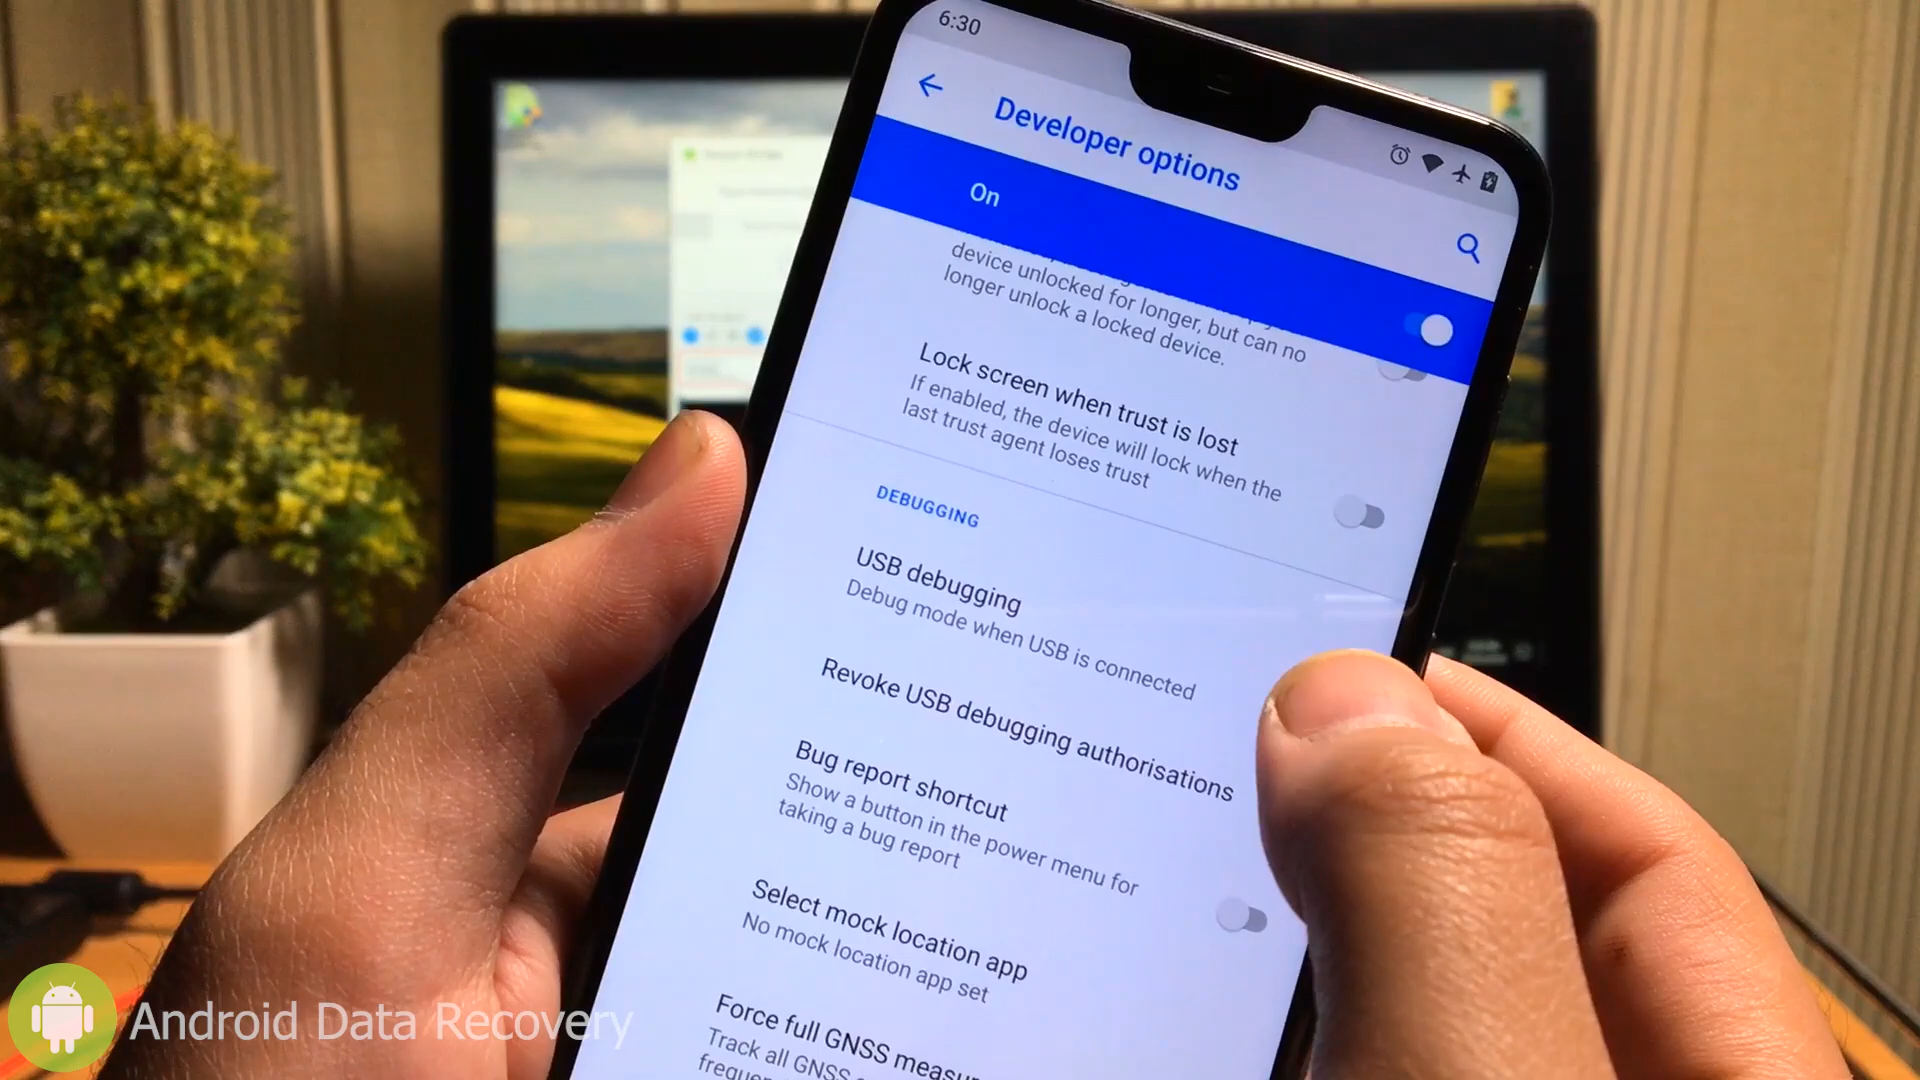 6:30
Developer options
On
device unlocked for longer, but can no
longer unlock a locked device.
Lock screen when trust is lost
If enabled, the device will lock when the
last trust agent loses trust
DEBUGGING
USB debugging
Debug mode when USB is connected
Revoke USB debugging authorisations
Bug report shortcut
Show a button in the power menu for
taking a bug report
Select mock location app
No mock location app set
Force full GNSS
Track all GNSS
Android Data Recovery